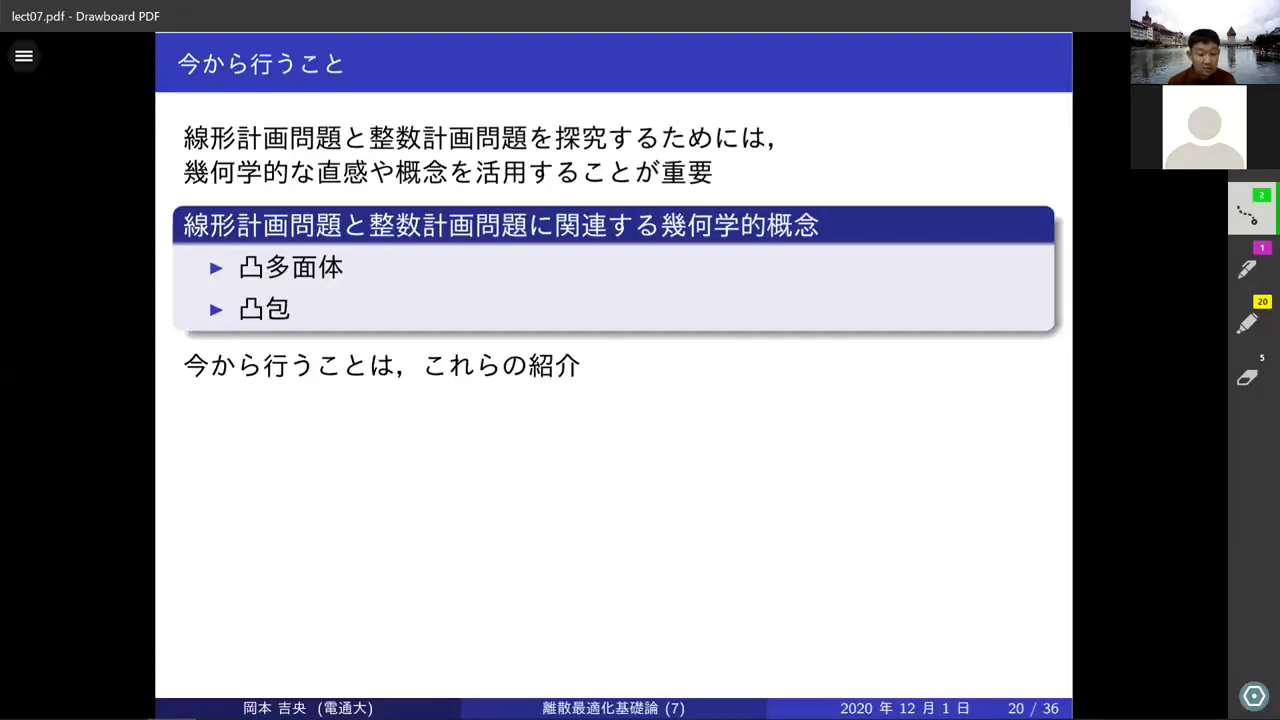 lect07.pdf - Drawboard PDF
今から行うこと
線形計画問題と整数計画問題を探究するためには,
幾何学的な直感や概念を活用することが重要
線形計画問題と整数計画問題に関連する幾何学的概念
▶ 凸多面体
▶ 凸包
今から行うことは，これらの紹介
岡本 吉央 (電通大)
離散最適化基礎論 (7)
2020 年 12 月 1 日
20 / 36
2
1
20
5